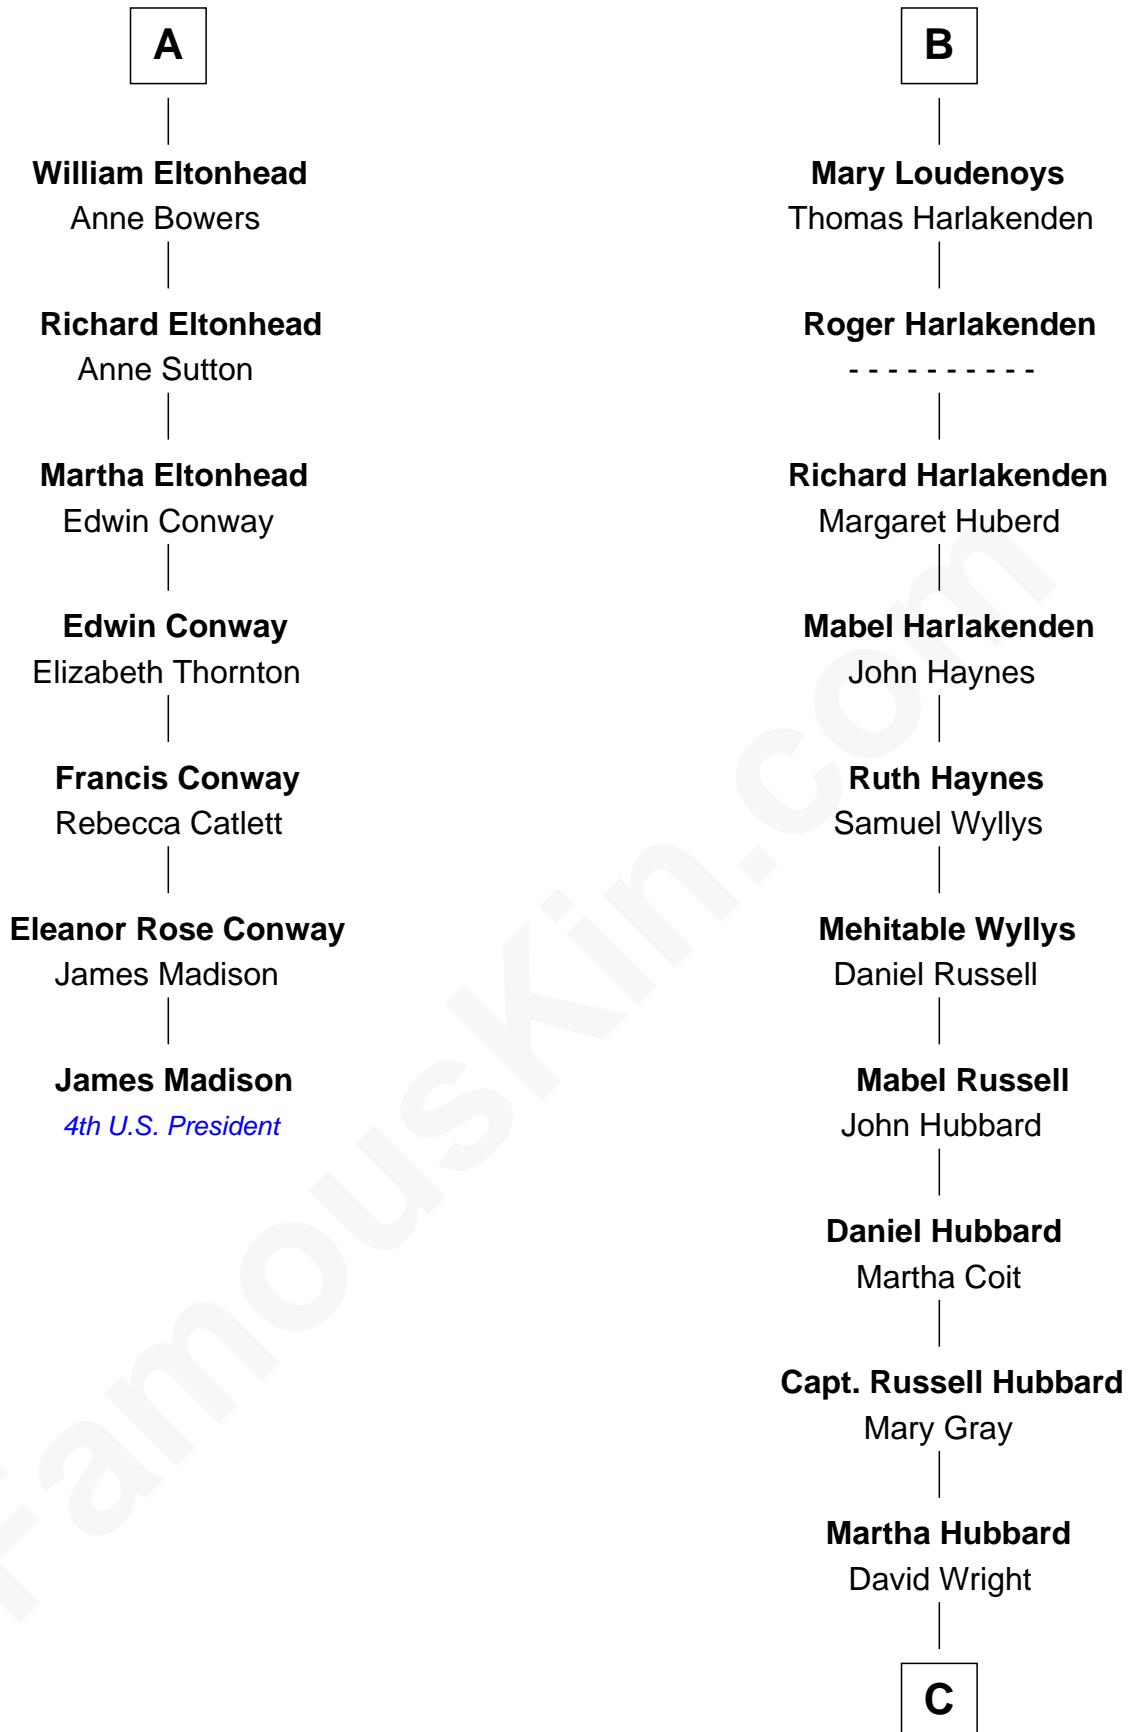 A
William Eltonhead
Anne Bowers
Richard Eltonhead
Anne Sutton
Martha Eltonhead
Edwin Conway
Edwin Conway
Elizabeth Thornton
Francis Conway
Rebecca Catlett
Eleanor Rose Conway
James Madison
James Madison
4th U.S. President
B
Mary Loudenoys
Thomas Harlakenden
Roger Harlakenden
- - - - - - - - - -
Richard Harlakenden
Margaret Huberd
Mabel Harlakenden
John Haynes
Ruth Haynes
Samuel Wyllys
Mehitable Wyllys
Daniel Russell
Mabel Russell
John Hubbard
Daniel Hubbard
Martha Coit
Capt. Russell Hubbard
Mary Gray
Martha Hubbard
David Wright
C
FamousKin.com